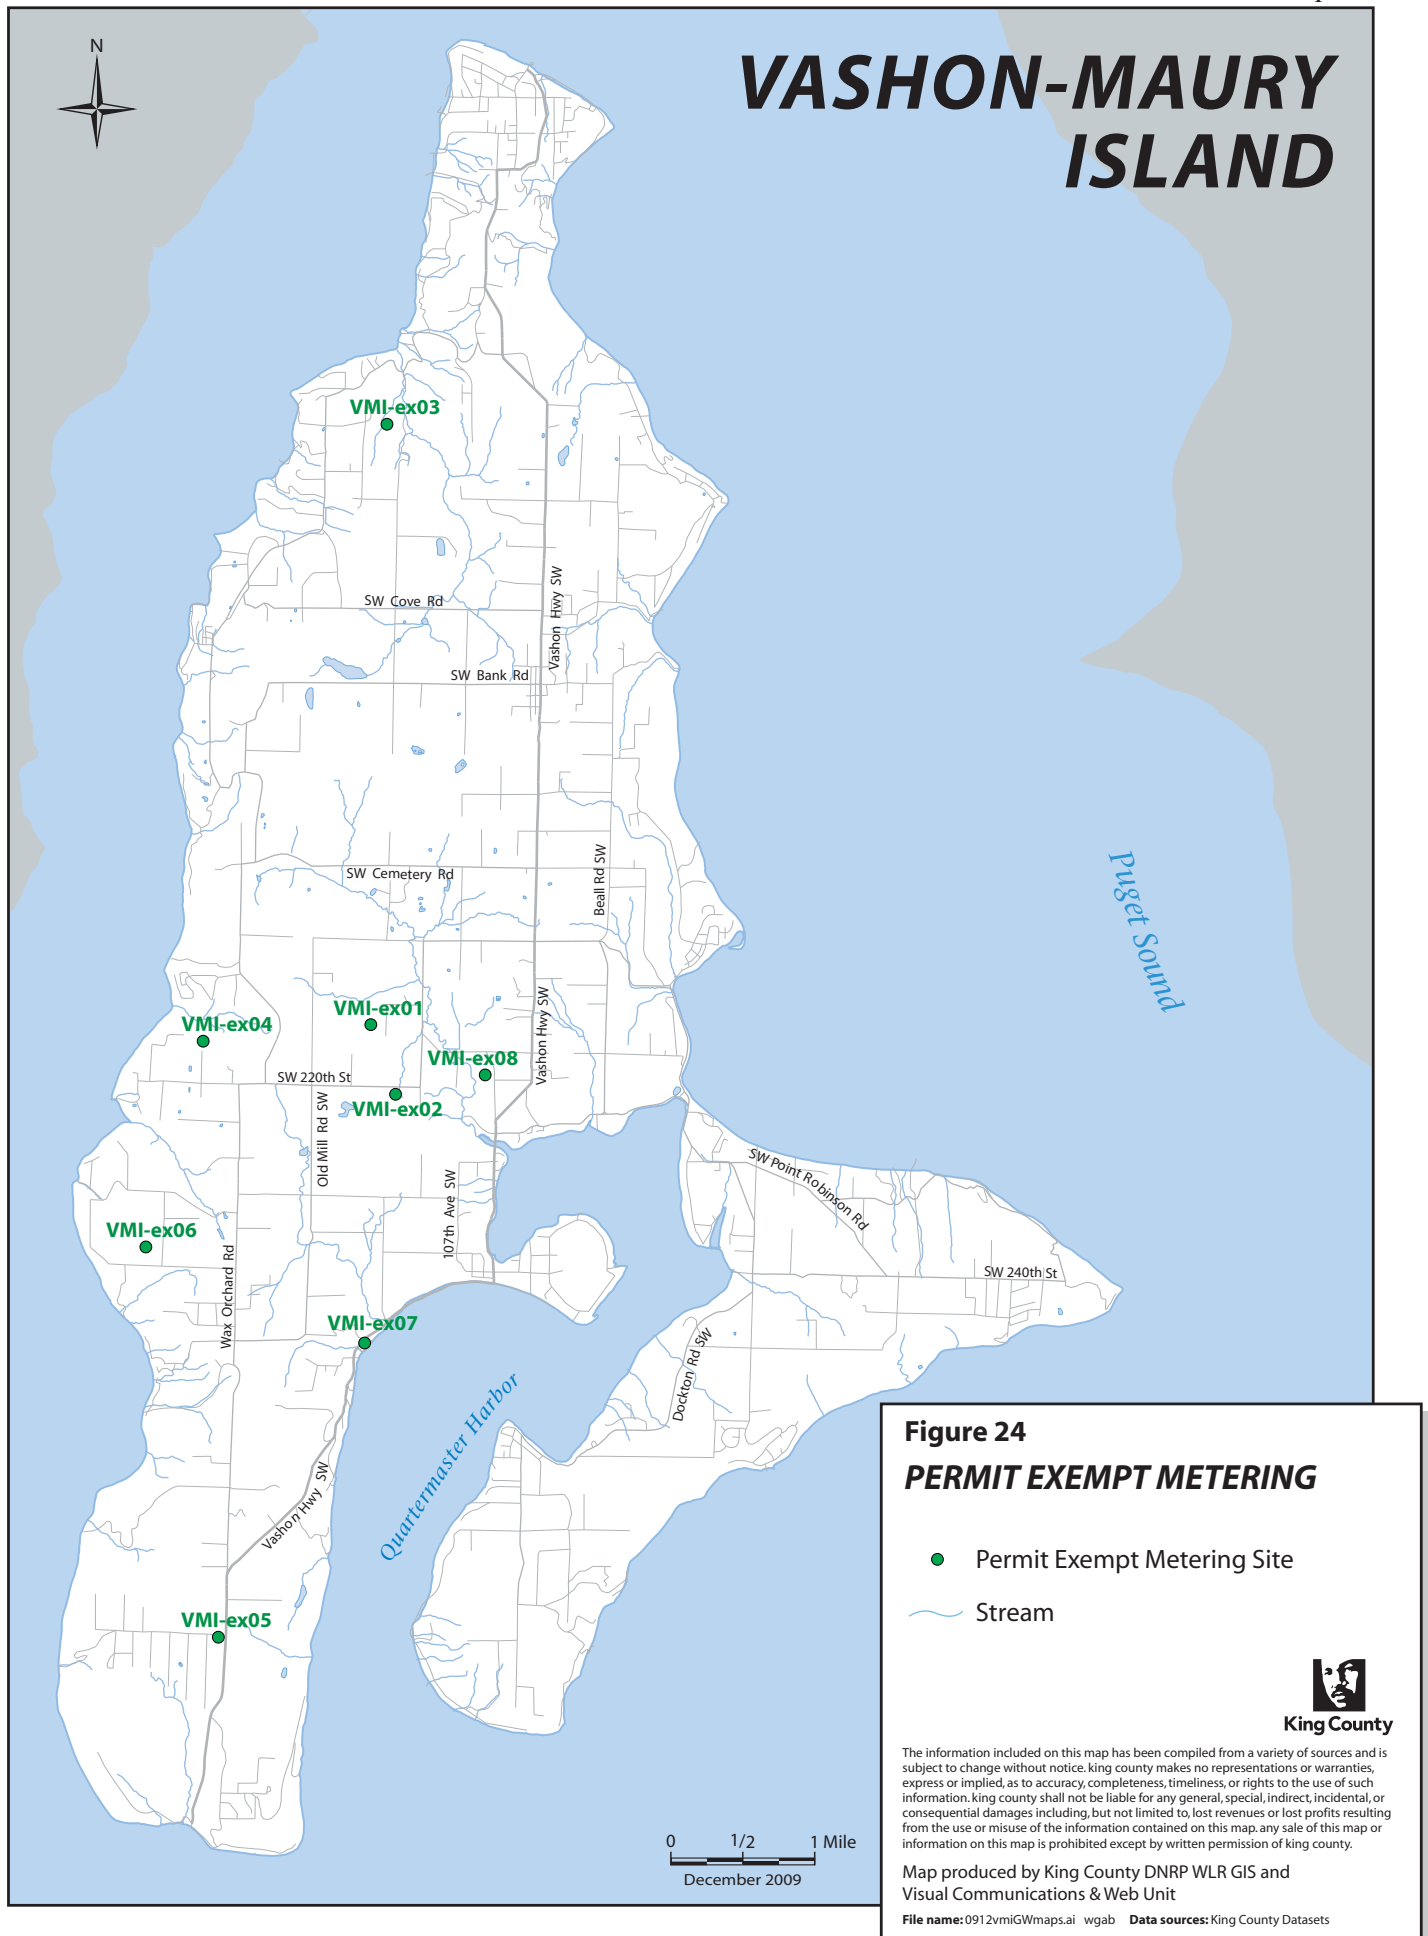 N
VASHON-MAURY
ISLAND
VMI-ex03
Vashon Hwy SW
SW Cove Rd
SW Bank Rd
SW Cemetery Rd
Beall Rd SW
Puget Sound
VMI-ex01
VMI-ex04
Vashon Hwy SW
VMI-ex08
SW 220th St
VMI-ex02
Old Mill Rd SW
SW Point Robinson Rd
107th Ave SW
VMI-ex06
Wax Orchard Rd
SW 240th St
VMI-ex07
Dockton Rd SW
Quartermaster Harbor
Vashon Hwy SW
VMI-ex05
Figure 24
PERMIT EXEMPT METERING
Permit Exempt Metering Site
Stream
King County
The information included on this map has been compiled from a variety of sources and is
subject to change without notice. king county makes no representations or warranties,
express or implied, as to accuracy, completeness, timeliness, or rights to the use of such
information. king county shall not be liable for any general, special, indirect, incidental, or
consequential damages including, but not limited to, lost revenues or lost profits resulting
from the use or misuse of the information contained on this map. any sale of this map or
information on this map is prohibited except by written permission of king county.
Map produced by King County DNRP WLR GIS and
Visual Communications & Web Unit
File name: 0912vmiGWmaps.ai wgab Data sources: King County Datasets
0 1/2 1 Mile
December 2009